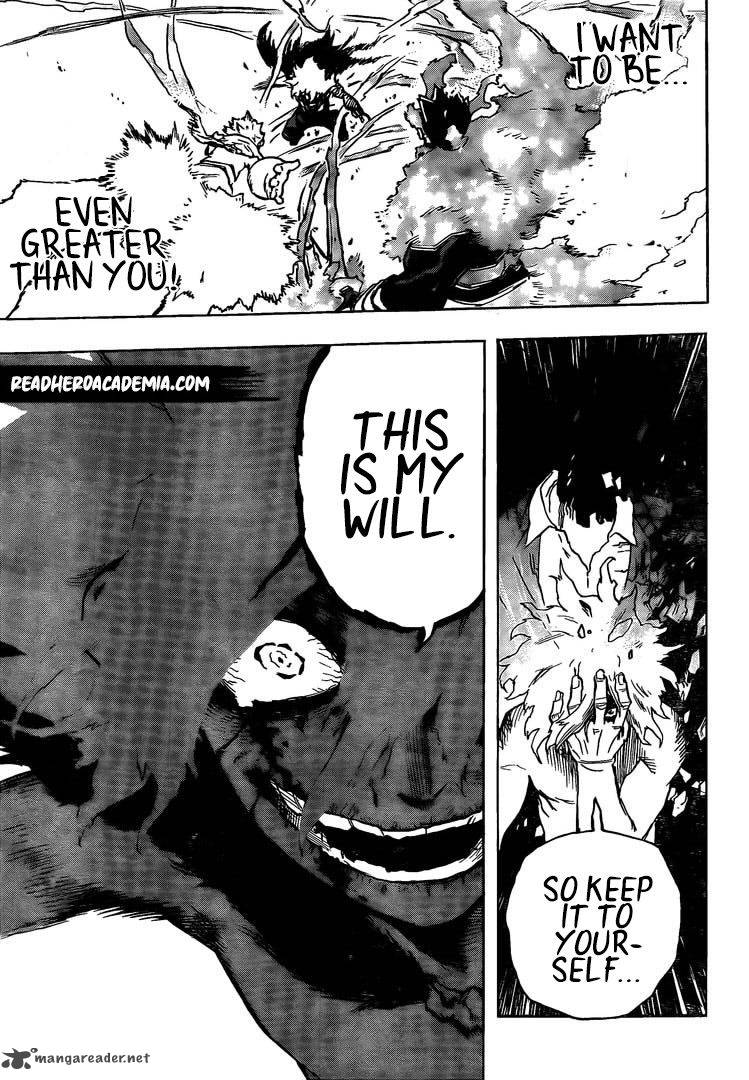 I WANT
TO BE...
EVEN
GREATER
THAN YOU!
SO KEEP
IT TO
YOUR-
SELF...
THIS
IS MY
WILL.
READHEROACADEMIA.COM
mangareader.net